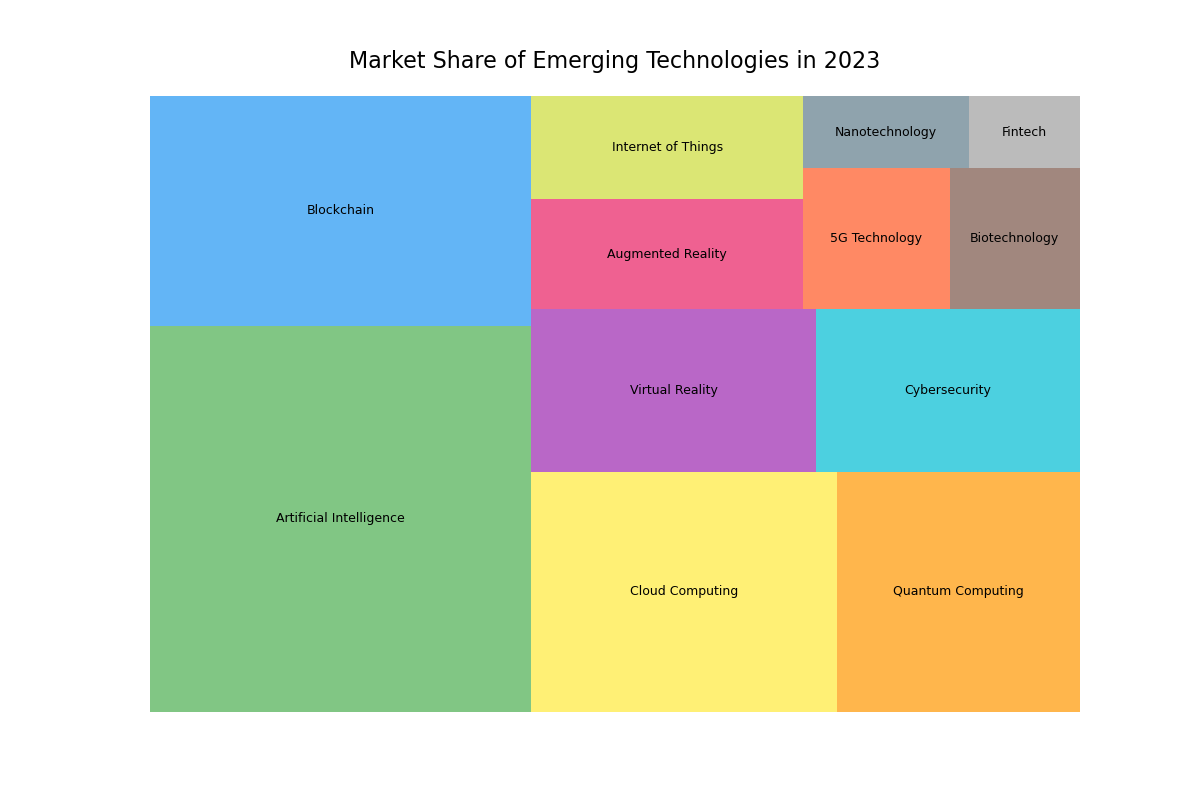 Market Share of Emerging Technologies in 2023
Nanotechnology
Fintech
Internet of Things
Blockchain
5G Technology
Biotechnology
Augmented Reality
Virtual Reality
Cybersecurity
Artificial Intelligence
Cloud Computing
Quantum Computing